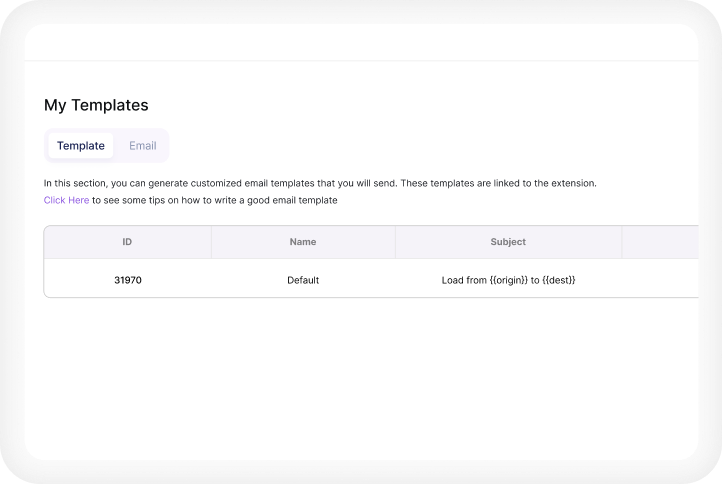 My Templates
Template Email
In this section, you can generate customized email templates that you will send. These templates are linked to the extension.
Click Here to see some tips on how to write a good email template
ID Name Subject
31970 Default Load from {{origin}} to {{dest}}